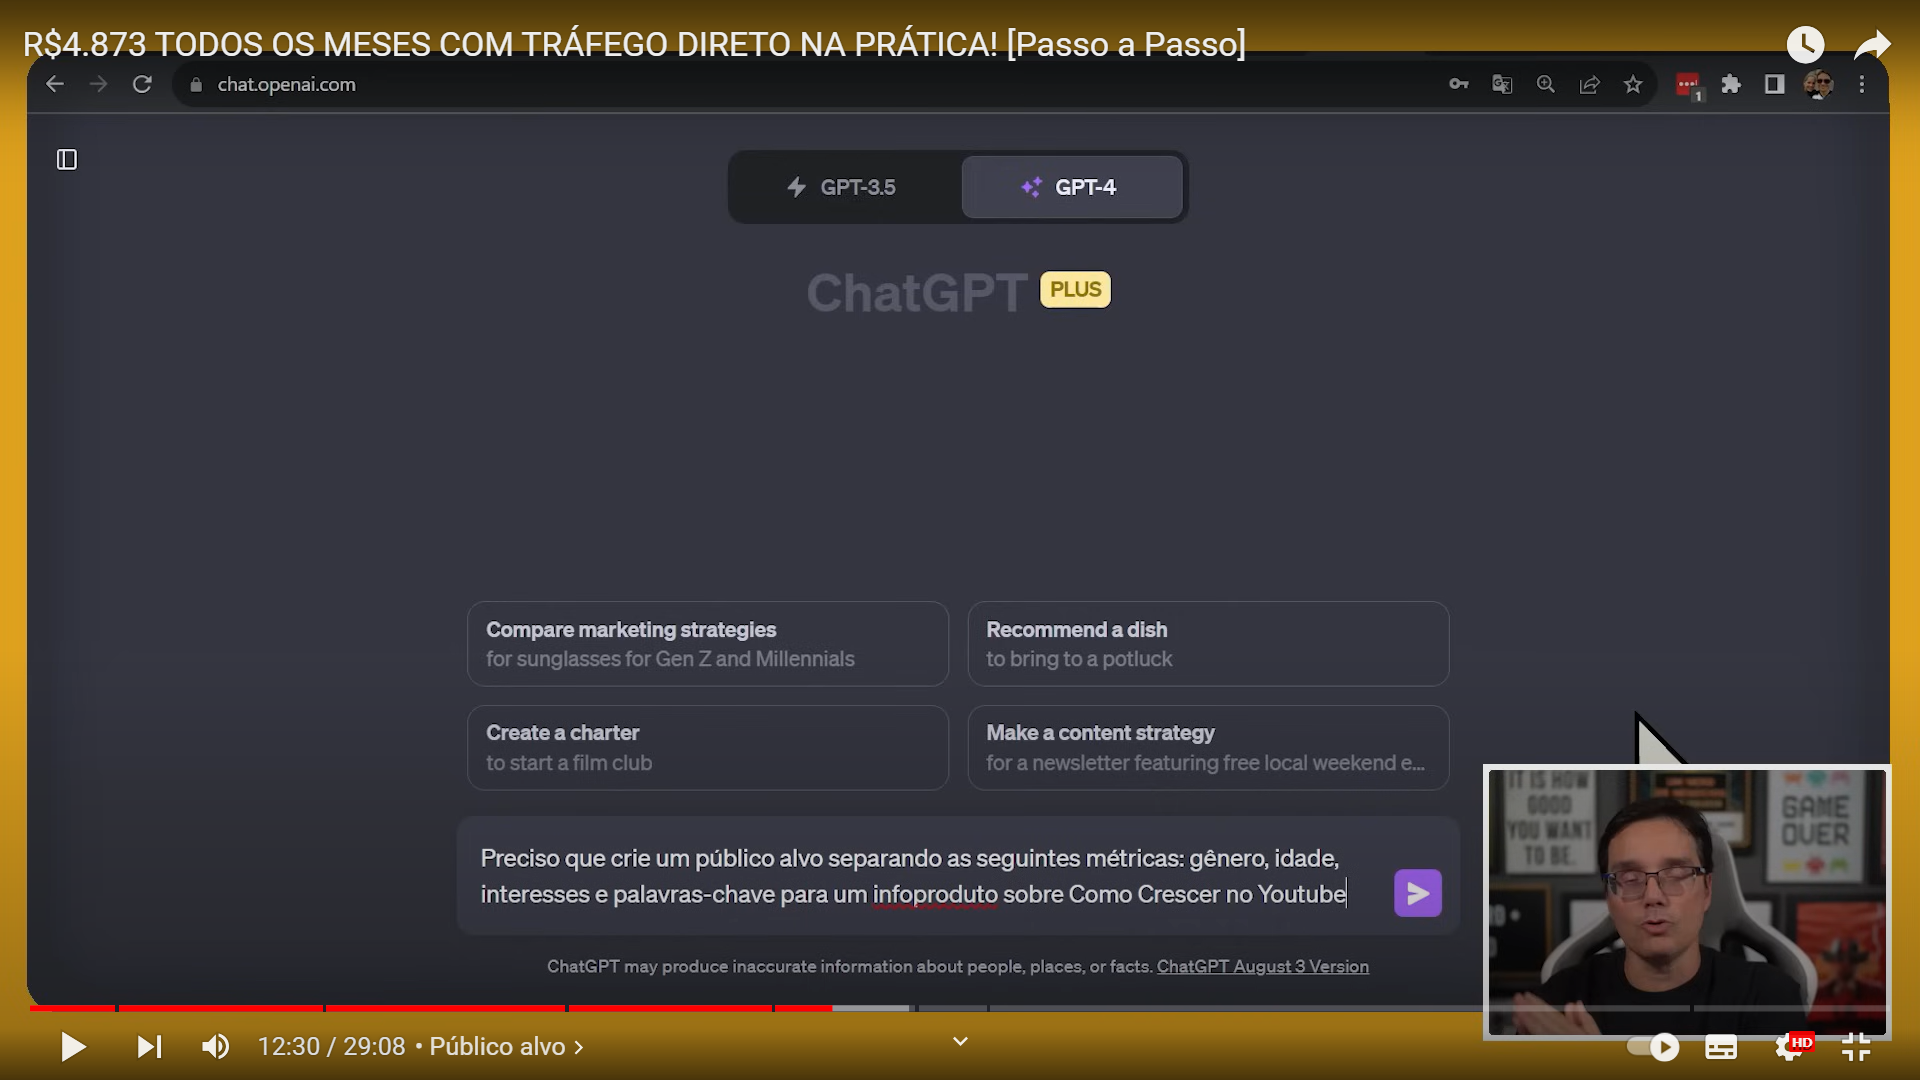 R$4.873 TODOS OS MESES COM TRÁFEGO DIRETO NA PRÁTICA! [Passo a Passo]
chat.openai.com
1
GPT-3.5
GPT-4
ChatGPT PLUS
Compare marketing strategies
for sunglasses for Gen Z and Millennials
Recommend a dish
to bring to a potluck
Create a charter
to start a film club
Make a content strategy
for a newsletter featuring free local weekend e...
Preciso que crie um público alvo separando as seguintes métricas: gênero, idade,
interesses e palavras-chave para um infoproduto sobre Como Crescer no Youtube
ChatGPT may produce inaccurate information about people, places, or facts. ChatGPT August 3 Version
IT IS HOW
GOOD
YOU WANT
TO BE.
GAME
OVER
12:30 / 29:08 • Público alvo
HD